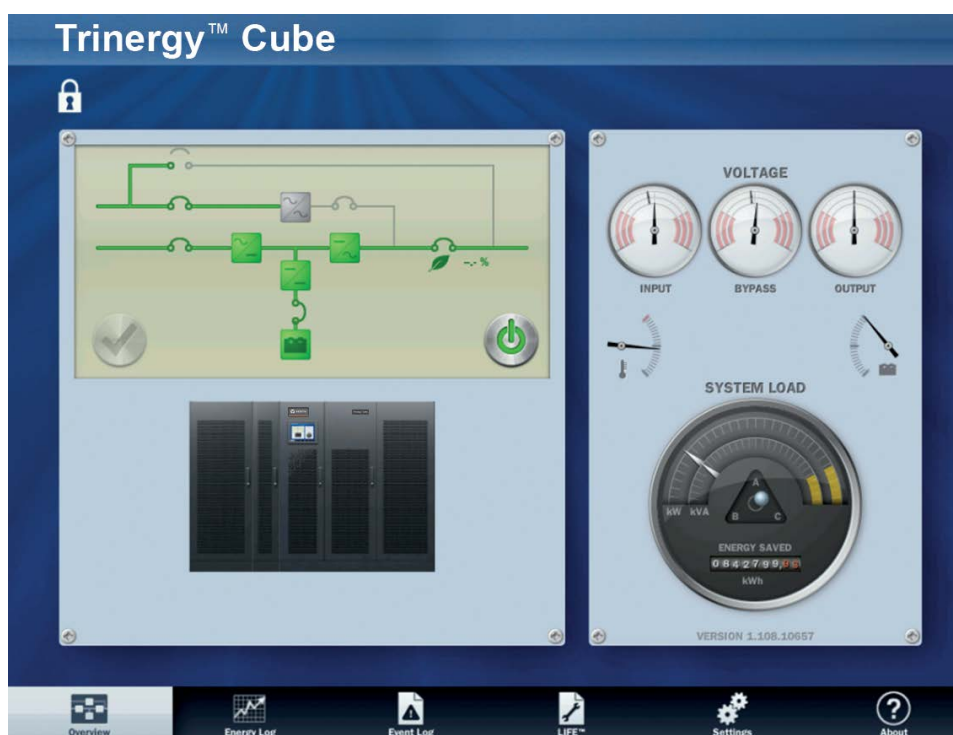 Trinergy™ Cube
VOLTAGE
INPUT
BYPASS
OUTPUT
-.- %
SYSTEM LOAD
kW
kVA
A
B
C
ENERGY SAVED
kWh
VERSION 1.108.10657
Overview
Energy Log
Event Log
LIFE™
Settings
?
About